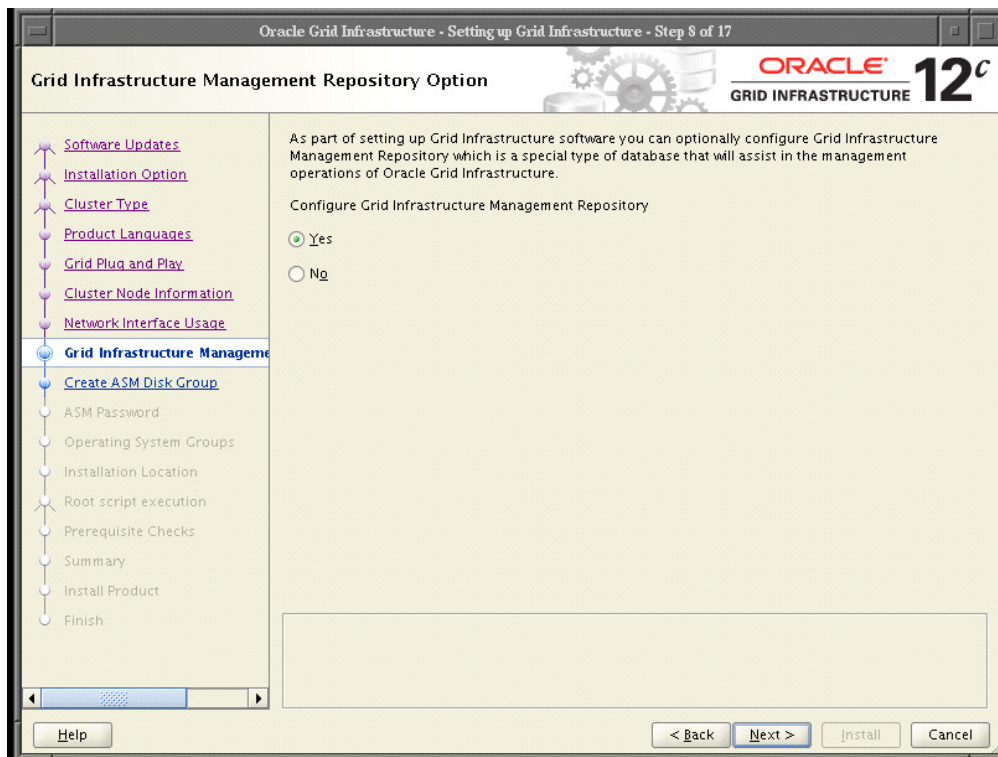 Oracle Grid Infrastructure - Setting up Grid Infrastructure - Step 8 of 17
Grid Infrastructure Management Repository Option
ORACLE
GRID INFRASTRUCTURE
12c
Software Updates
Installation Option
Cluster Type
Product Languages
Grid Plug and Play
Cluster Node Information
Network Interface Usage
Grid Infrastructure Manageme
Create ASM Disk Group
ASM Password
Operating System Groups
Installation Location
Root script execution
Prerequisite Checks
Summary
Install Product
Finish
As part of setting up Grid Infrastructure software you can optionally configure Grid Infrastructure
Management Repository which is a special type of database that will assist in the management
operations of Oracle Grid Infrastructure.
Configure Grid Infrastructure Management Repository
Yes
No
Help
< Back
Next >
Install
Cancel